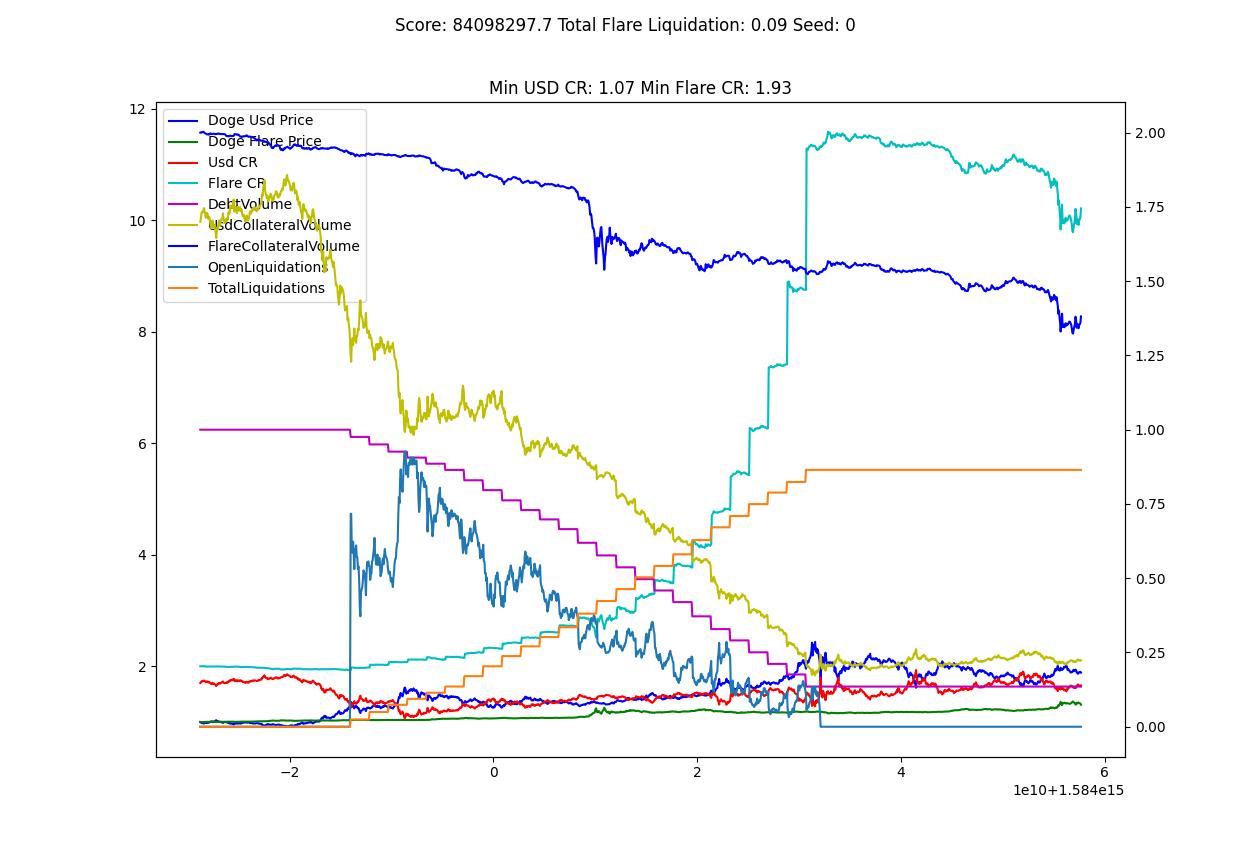 Score: 84098297.7 Total Flare Liquidation: 0.09 Seed: 0
Min USD CR: 1.07 Min Flare CR: 1.93
Doge Usd Price
Doge Flare Price
Usd CR
Flare CR
DebtVolume
UsdCollateralVolume
FlareCollateralVolume
OpenLiquidations
TotalLiquidations
12
10
8
6
4
2
2.00
1.75
1.50
1.25
1.00
0.75
0.50
0.25
0.00
−2
0
2
4
6
1e10+1.584e15